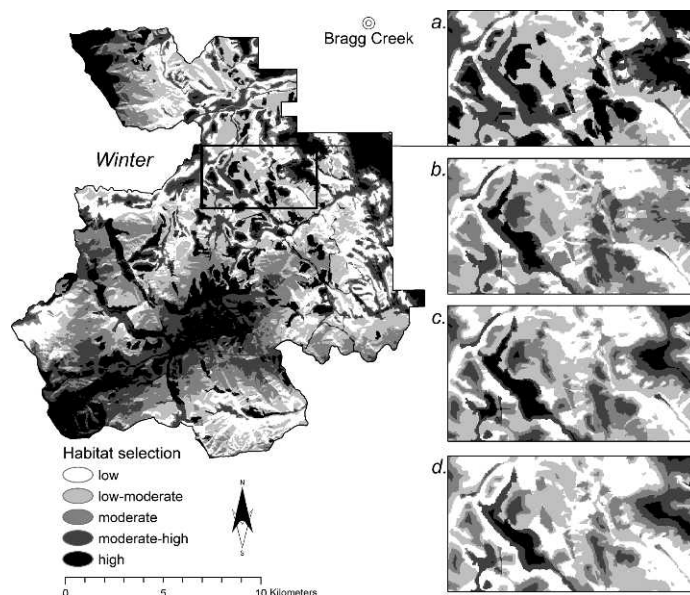 Bragg Creek
Winter
a.
b.
c.
d.
Habitat selection
low
low-moderate
moderate
moderate-high
high
N
S
0 5 10 Kilometers